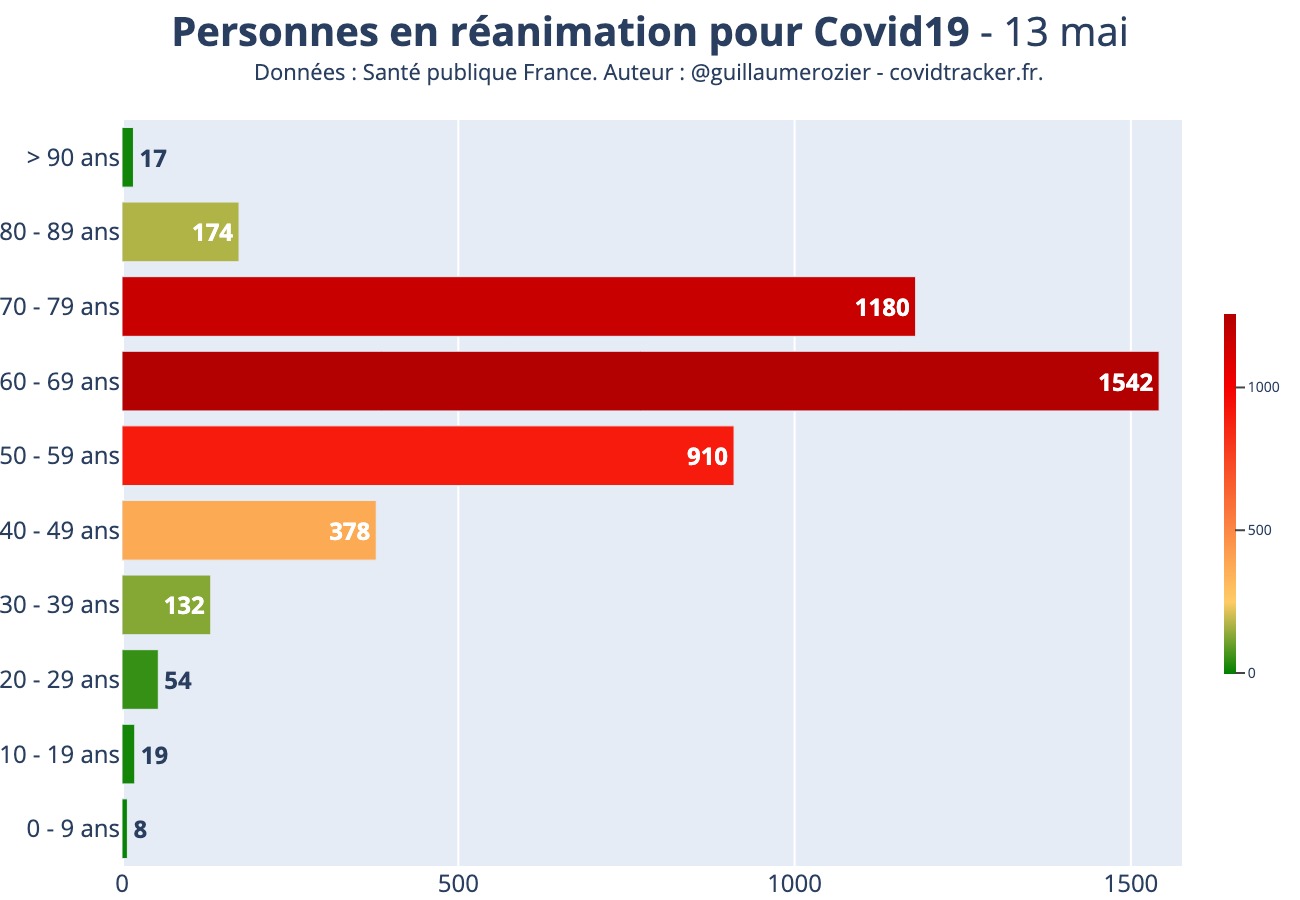 Personnes en réanimation pour Covid19 - 13 mai
Données : Santé publique France. Auteur : @guillaumerozier - covidtracker.fr.
> 90 ans 17
80 - 89 ans 174
70 - 79 ans 1180
60 - 69 ans 1542
50 - 59 ans 910
40 - 49 ans 378
30 - 39 ans 132
20 - 29 ans 54
10 - 19 ans 19
0 - 9 ans 8
0 500 1000 1500
1000
500
0